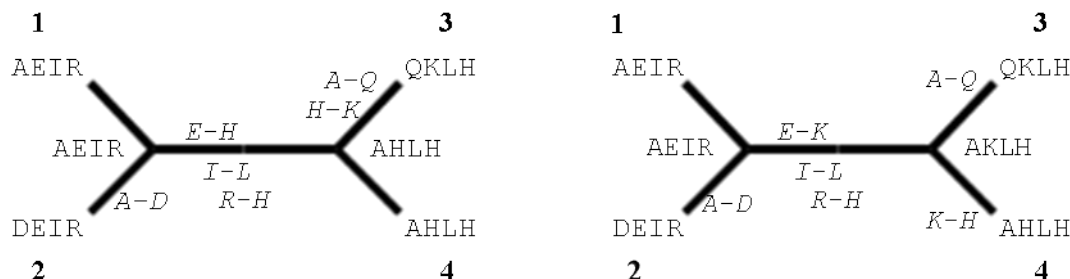 1
3
AEIR
QKLH
A-Q
H-K
E-H
AEIR
AHLH
I-L
A-D
R-H
DEIR
AHLH
2
4
1
3
AEIR
QKLH
A-Q
E-K
AEIR
AKLH
I-L
A-D
R-H
K-H
DEIR
AHLH
2
4